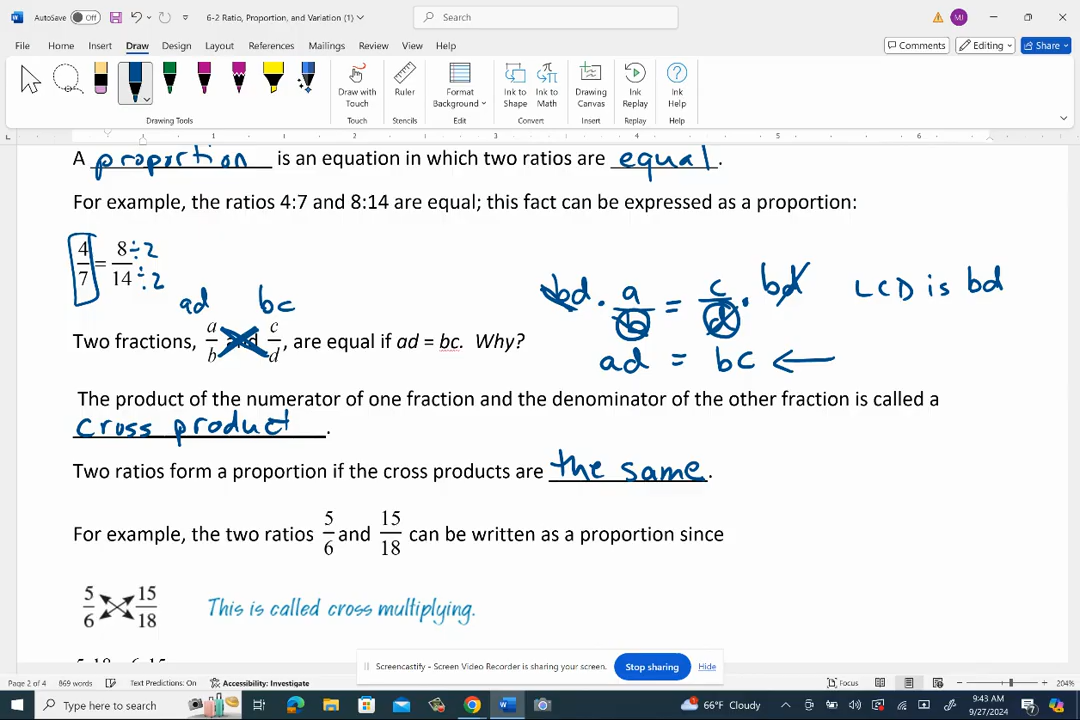 AutoSave Off 6-2 Ratio, Proportion, and Variation (1) Search MI
File Home Insert Draw Design Layout References Mailings Review View Help Comments Editing Share
Draw with Touch Ruler Format Background Ink to Shape Ink to Math Drawing Canvas Ink Replay Ink Help
Drawing Tools Touch Stencils Edit Convert Insert Replay Help
1 2 3 4 5 6
A proportion is an equation in which two ratios are equal.
For example, the ratios 4:7 and 8:14 are equal; this fact can be expressed as a proportion:
4/7 = 8÷2/14÷2
ad bc
bd · a/b = c/d · bd LCD is bd
Two fractions, a/b and c/d, are equal if ad = bc. Why?
ad = bc ←
The product of the numerator of one fraction and the denominator of the other fraction is called a
cross product.
Two ratios form a proportion if the cross products are the same.
For example, the two ratios 5/6 and 15/18 can be written as a proportion since
5/6 15/18 This is called cross multiplying.
Screencastify - Screen Video Recorder is sharing your screen. Stop sharing Hide
Page 2 of 4 869 words Text Predictions: On Accessibility: Investigate Focus 204%
Type here to search 66°F Cloudy 9:43 AM
9/27/2024